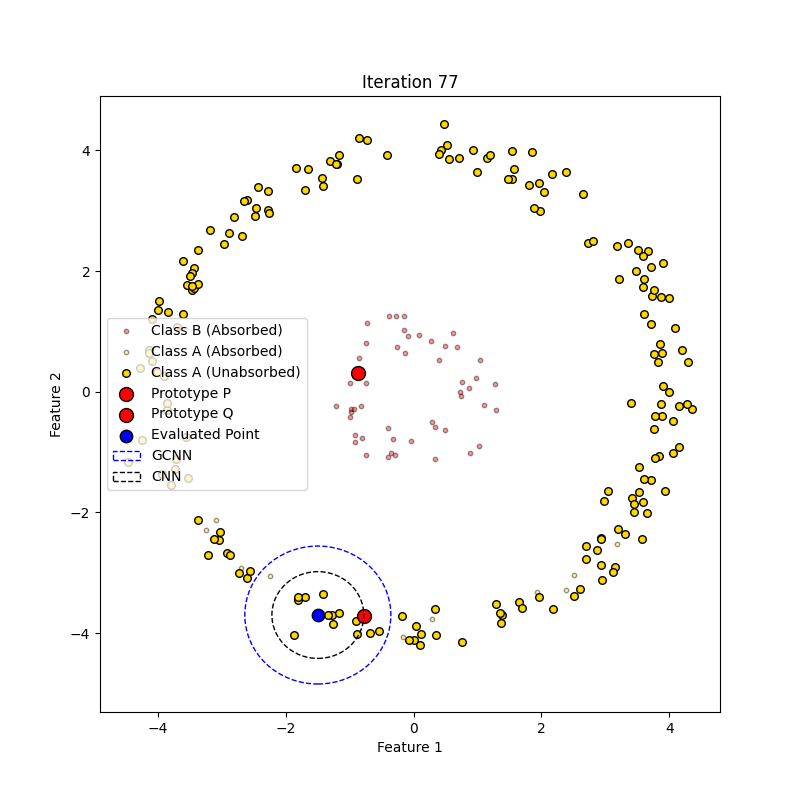 Iteration 77
4
2
0
−2
−4
Feature 2
Class B (Absorbed)
Class A (Absorbed)
Class A (Unabsorbed)
Prototype P
Prototype Q
Evaluated Point
GCNN
CNN
−4 −2 0 2 4
Feature 1